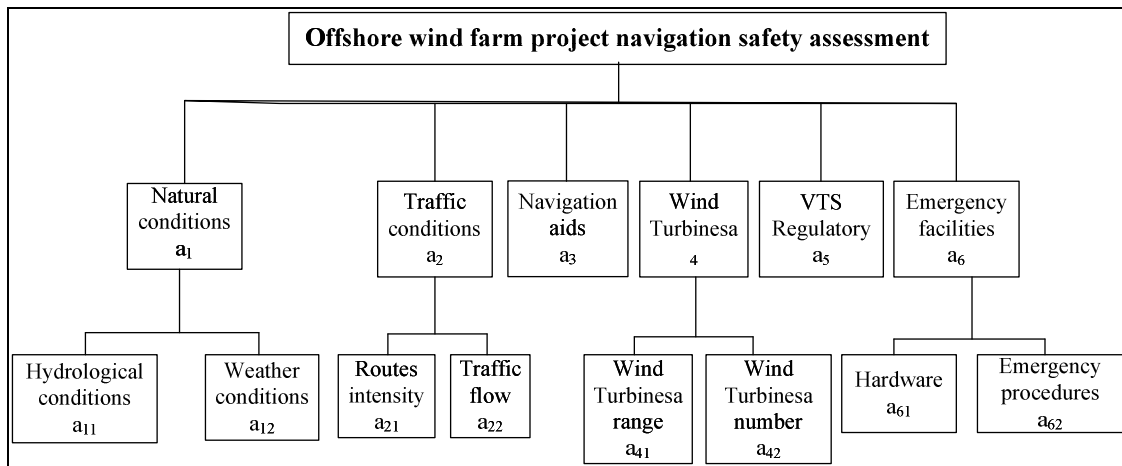 Offshore wind farm project navigation safety assessment
Natural
conditions
a₁
Traffic
conditions
a₂
Navigation
aids
a₃
Wind
Turbinesa
₄
VTS
Regulatory
a₅
Emergency
facilities
a₆
Hydrological
conditions
a₁₁
Weather
conditions
a₁₂
Routes
intensity
a₂₁
Traffic
flow
a₂₂
Wind
Turbinesa
range
a₄₁
Wind
Turbinesa
number
a₄₂
Hardware
a₆₁
Emergency
procedures
a₆₂